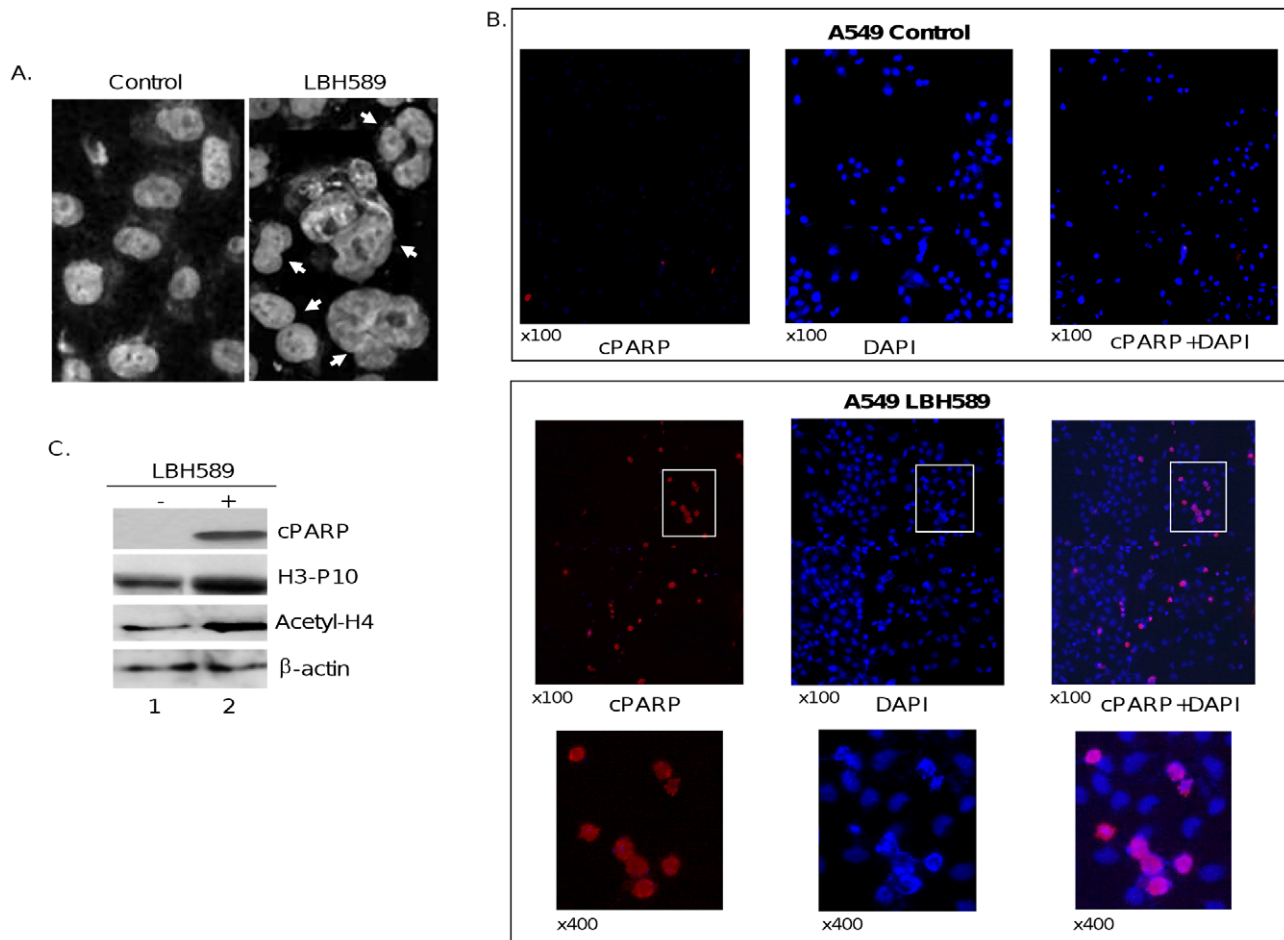 A.
Control LBH589
B.
A549 Control
x100 x100 x100
cPARP DAPI cPARP+DAPI
A549 LBH589
x100 x100 x100
cPARP DAPI cPARP+DAPI
x400 x400 x400
C.
LBH589
- +
cPARP
H3-P10
Acetyl-H4
β-actin
1 2